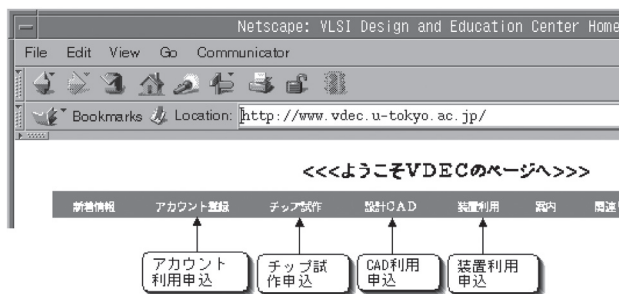 Netscape: VLSI Design and Education Center Home
File Edit View Go Communicator
Bookmarks Location: http://www.vdec.u-tokyo.ac.jp/
<<<ようこそVDECのページへ>>>
新着情報 アカウント登録 チップ試作 設計CAD 装置利用 案内 関連
アカウント
利用申込
チップ試
作申込
CAD利用
申込
装置利用
申込